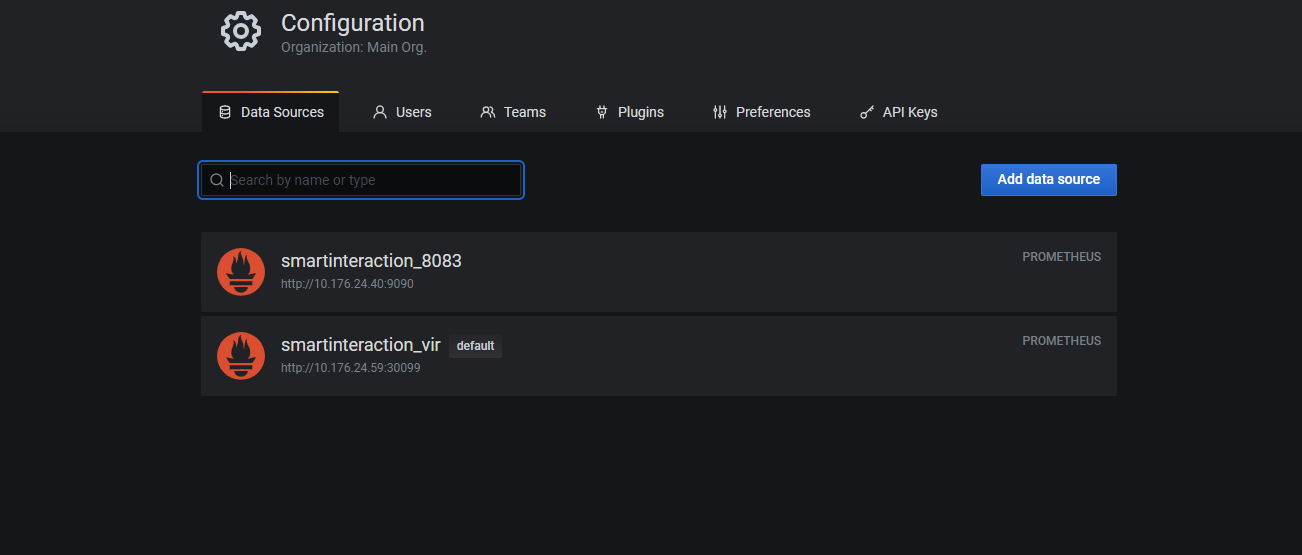 Configuration
Organization: Main Org.
Data Sources Users Teams Plugins Preferences API Keys
Search by name or type
Add data source
smartinteraction_8083
PROMETHEUS
http://10.176.24.40:9090
smartinteraction_vir default
PROMETHEUS
http://10.176.24.59:30099